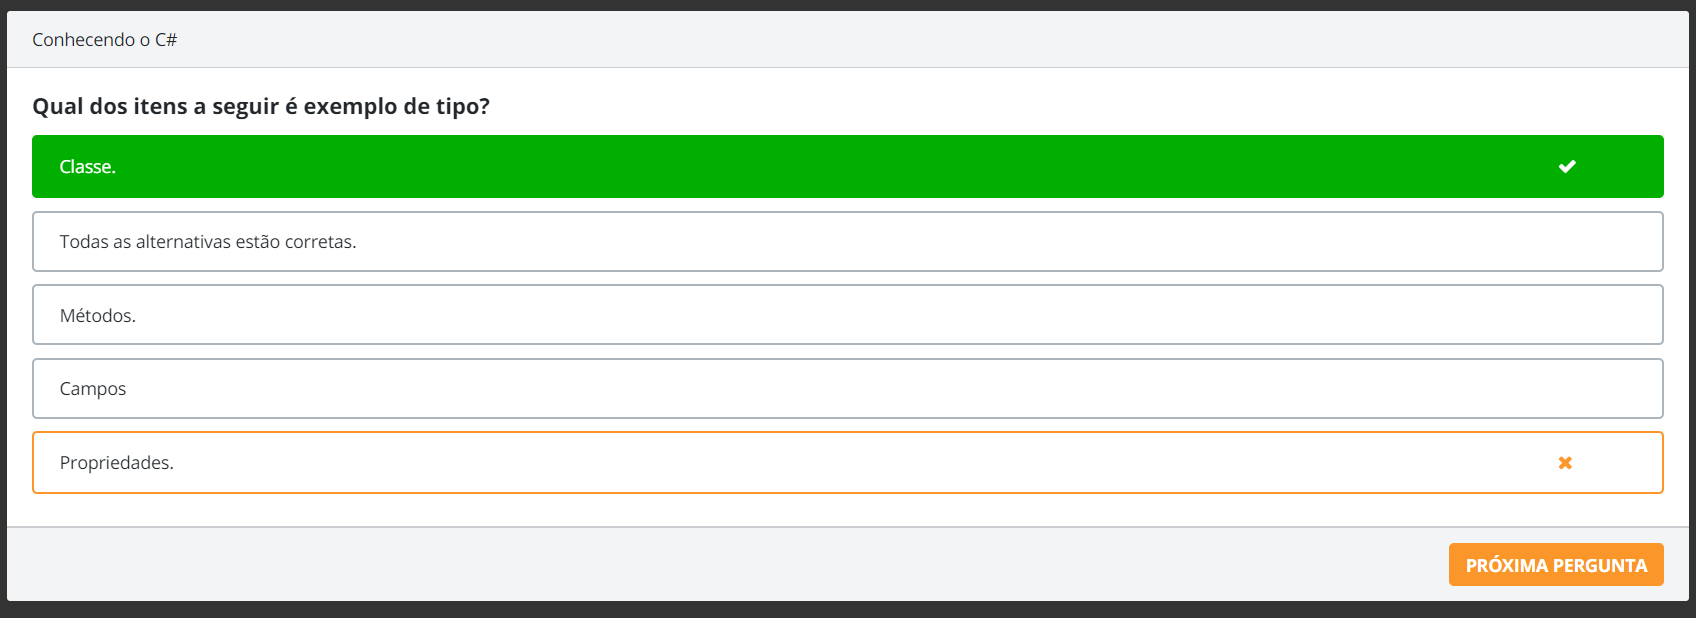 Conhecendo o C#
Qual dos itens a seguir é exemplo de tipo?
Classe.
Todas as alternativas estão corretas.
Métodos.
Campos
Propriedades.
PRÓXIMA PERGUNTA